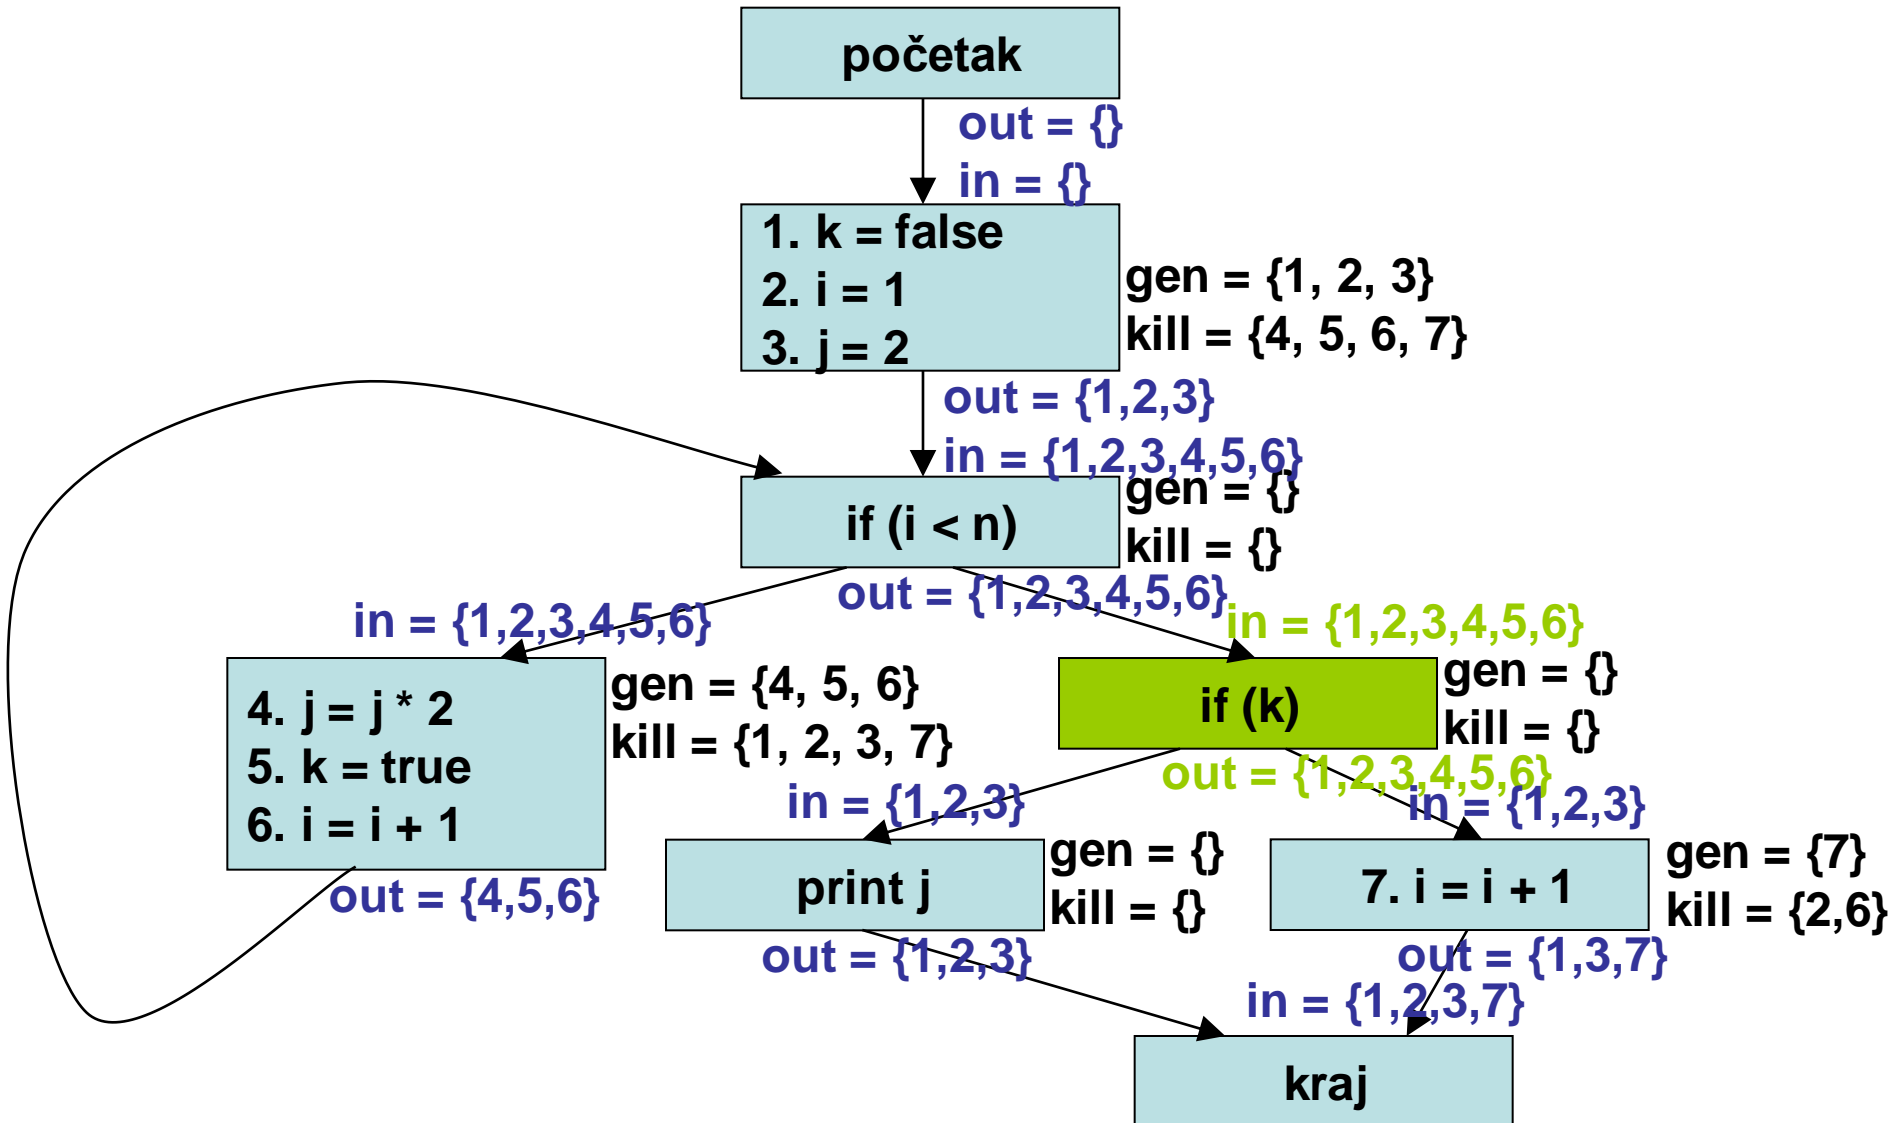 početak
out = {}
in = {}
1. k = false
2. i = 1
3. j = 2
gen = {1, 2, 3}
kill = {4, 5, 6, 7}
out = {1,2,3}
in = {1,2,3,4,5,6}
gen = {}
kill = {}
if (i < n)
out = {1,2,3,4,5,6}
in = {1,2,3,4,5,6}
in = {1,2,3,4,5,6}
4. j = j * 2
5. k = true
6. i = i + 1
gen = {4, 5, 6}
kill = {1, 2, 3, 7}
out = {4,5,6}
if (k)
gen = {}
kill = {}
out = {1,2,3,4,5,6}
in = {1,2,3}
in = {1,2,3}
print j
gen = {}
kill = {}
out = {1,2,3}
7. i = i + 1
gen = {7}
kill = {2,6}
out = {1,3,7}
in = {1,2,3,7}
kraj